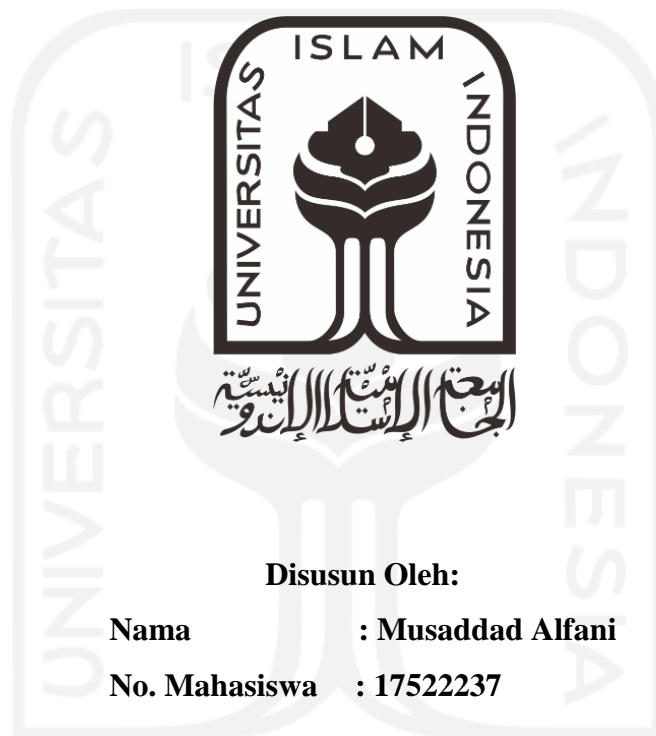 UNIVERSITAS ISLAM INDONESIA
الجامعة الإسلامية الإندونيسية
Disusun Oleh:
Nama : Musaddad Alfani
No. Mahasiswa : 17522237